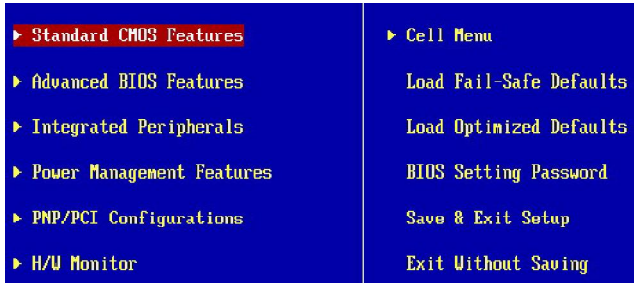 Standard CMOS Features
Advanced BIOS Features
Integrated Peripherals
Power Management Features
PNP/PCI Configurations
H/W Monitor
Cell Menu
Load Fail-Safe Defaults
Load Optimized Defaults
BIOS Setting Password
Save & Exit Setup
Exit Without Saving